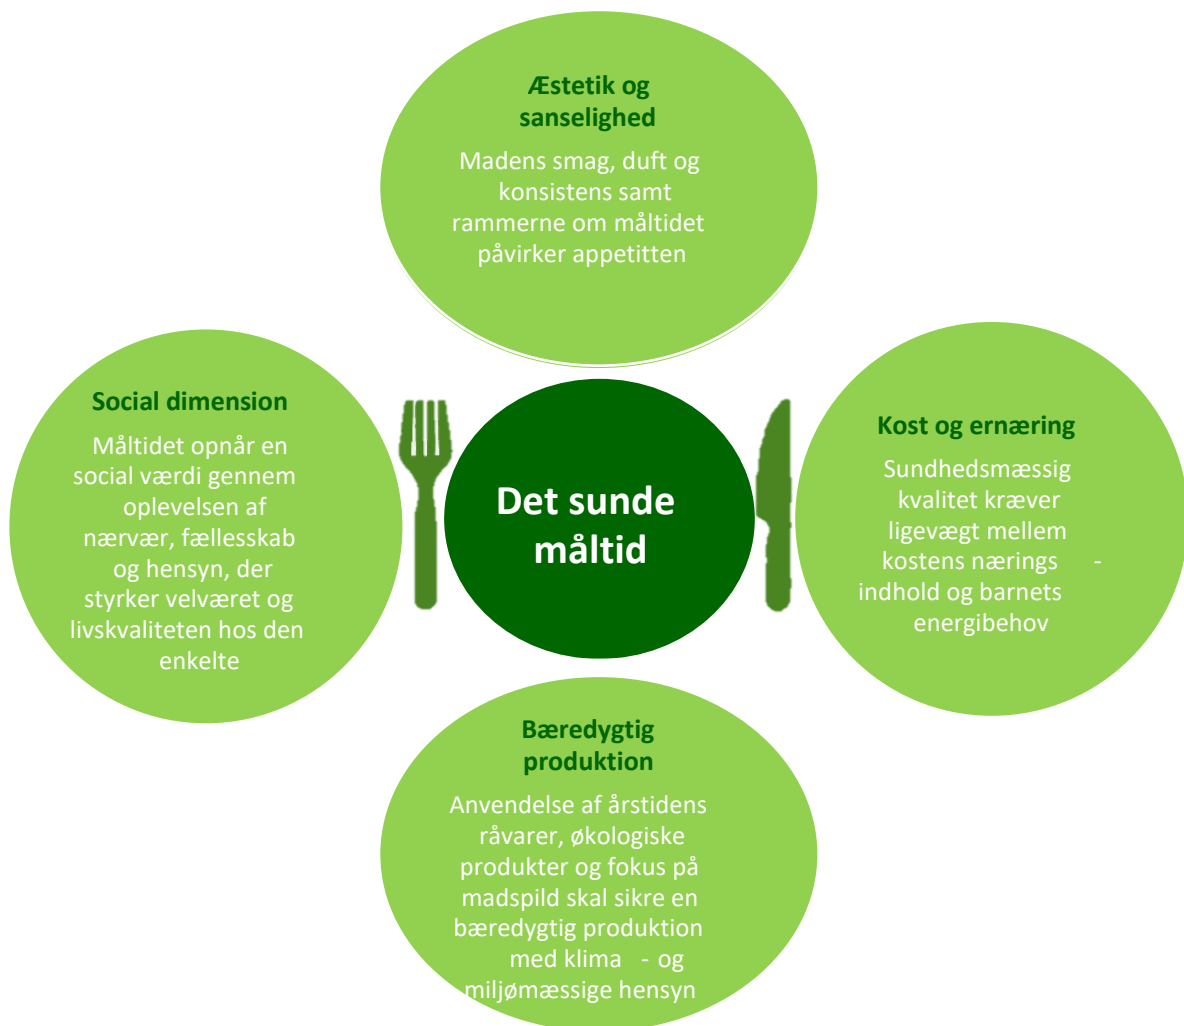 Æstetik og
sanselighed
Madens smag, duft og
konsistens samt
rammerne om måltidet
påvirker appetitten
Social dimension
Måltidet opnår en
social værdi gennem
oplevelsen af
nærvær, fællesskab
og hensyn, der
styrker velværet og
livskvaliteten hos den
enkelte
Det sunde
måltid
Kost og ernæring
Sundhedsmæssig
kvalitet kræver
ligevægt mellem
kostens nærings -
indhold og barnets
energibehov
Bæredygtig
produktion
Anvendelse af årstidens
råvarer, økologiske
produkter og fokus på
madspild skal sikre en
bæredygtig produktion
med klima - og
miljømæssige hensyn